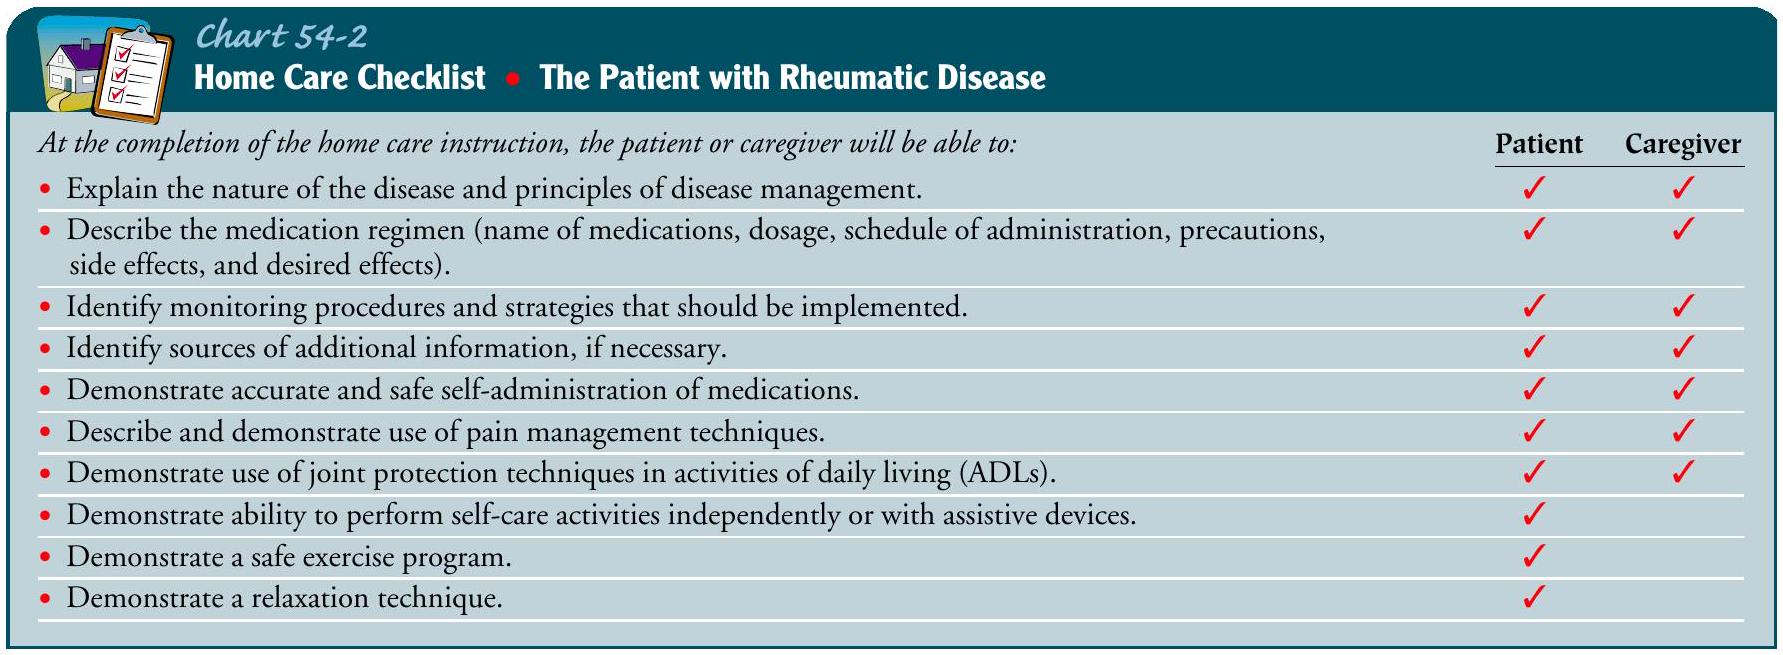 Chart 54-2
Home Care Checklist • The Patient with Rheumatic Disease
At the completion of the home care instruction, the patient or caregiver will be able to: Patient Caregiver
• Explain the nature of the disease and principles of disease management. ✓ ✓
• Describe the medication regimen (name of medications, dosage, schedule of administration, precautions, ✓ ✓
side effects, and desired effects).
• Identify monitoring procedures and strategies that should be implemented. ✓ ✓
• Identify sources of additional information, if necessary. ✓ ✓
• Demonstrate accurate and safe self-administration of medications. ✓ ✓
• Describe and demonstrate use of pain management techniques. ✓ ✓
• Demonstrate use of joint protection techniques in activities of daily living (ADLs). ✓ ✓
• Demonstrate ability to perform self-care activities independently or with assistive devices. ✓
• Demonstrate a safe exercise program. ✓
• Demonstrate a relaxation technique. ✓